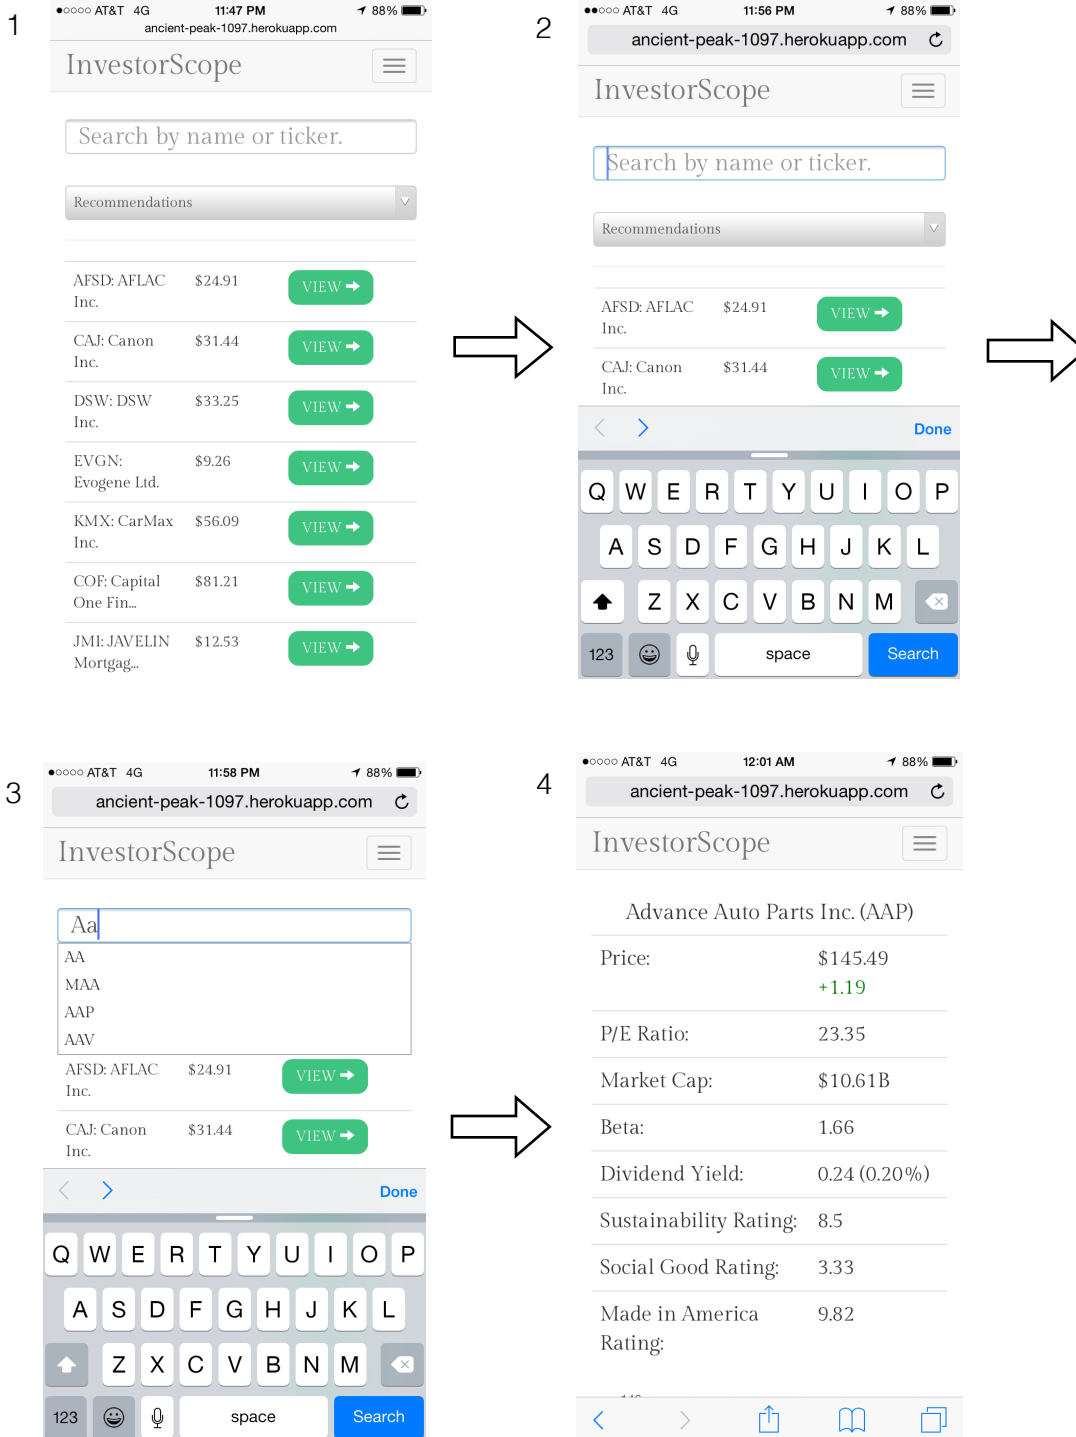 1
AT&T 4G 11:47 PM 88%
ancient-peak-1097.herokuapp.com
InvestorScope
Search by name or ticker.
Recommendations
AFSD: AFLAC Inc. $24.91 VIEW
CAJ: Canon Inc. $31.44 VIEW
DSW: DSW Inc. $33.25 VIEW
EVGN: Evogene Ltd. $9.26 VIEW
KMX: CarMax Inc. $56.09 VIEW
COF: Capital One Fin... $81.21 VIEW
JMI: JAVELIN Mortgag... $12.53 VIEW
2
AT&T 4G 11:56 PM 88%
ancient-peak-1097.herokuapp.com
InvestorScope
Search by name or ticker.
Recommendations
AFSD: AFLAC Inc. $24.91 VIEW
CAJ: Canon Inc. $31.44 VIEW
Done
Q W E R T Y U I O P
A S D F G H J K L
Z X C V B N M
123 space Search
3
AT&T 4G 11:58 PM 88%
ancient-peak-1097.herokuapp.com
InvestorScope
Aa
AA
MAA
AAP
AAV
AFSD: AFLAC Inc. $24.91 VIEW
CAJ: Canon Inc. $31.44 VIEW
Done
Q W E R T Y U I O P
A S D F G H J K L
Z X C V B N M
123 space Search
4
AT&T 4G 12:01 AM 88%
ancient-peak-1097.herokuapp.com
InvestorScope
Advance Auto Parts Inc. (AAP)
Price: $145.49
+1.19
P/E Ratio: 23.35
Market Cap: $10.61B
Beta: 1.66
Dividend Yield: 0.24 (0.20%)
Sustainability Rating: 8.5
Social Good Rating: 3.33
Made in America Rating: 9.82